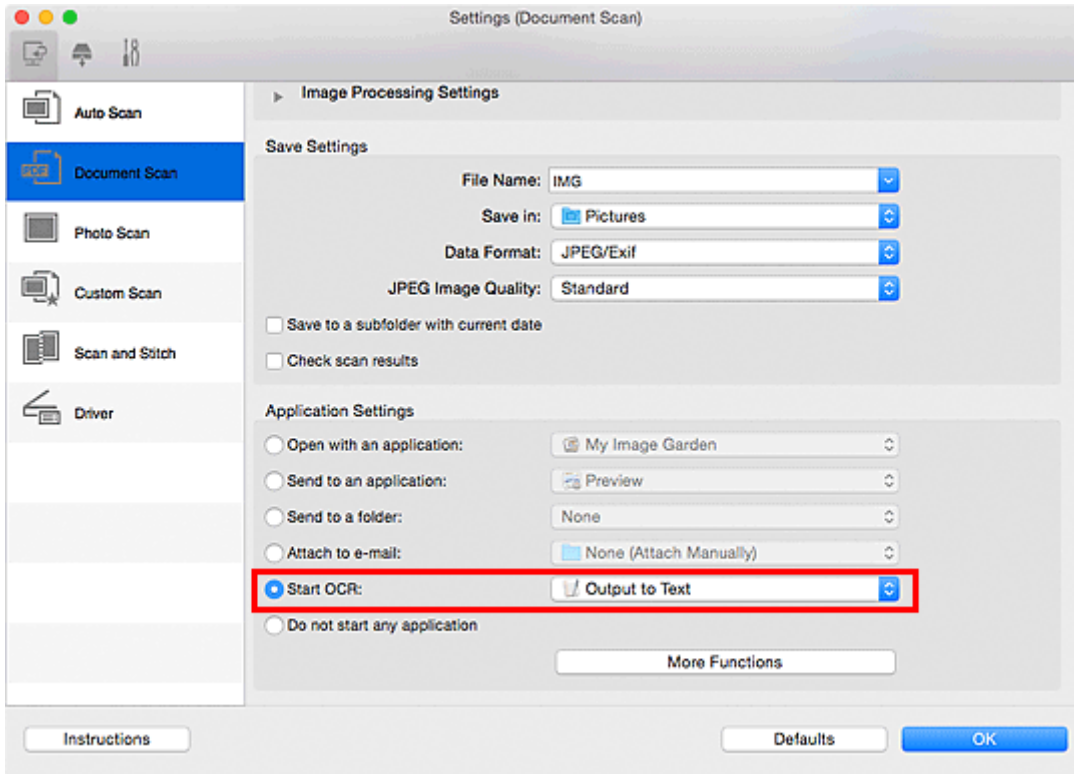 Settings (Document Scan)
Auto Scan
PDF
Document Scan
Photo Scan
Custom Scan
Scan and Stitch
Driver
Image Processing Settings
Save Settings
File Name: IMG
Save in: Pictures
Data Format: JPEG/Exif
JPEG Image Quality: Standard
Save to a subfolder with current date
Check scan results
Application Settings
Open with an application: My Image Garden
Send to an application: Preview
Send to a folder: None
Attach to e-mail: None (Attach Manually)
Start OCR: Output to Text
Do not start any application
More Functions
Instructions Defaults OK